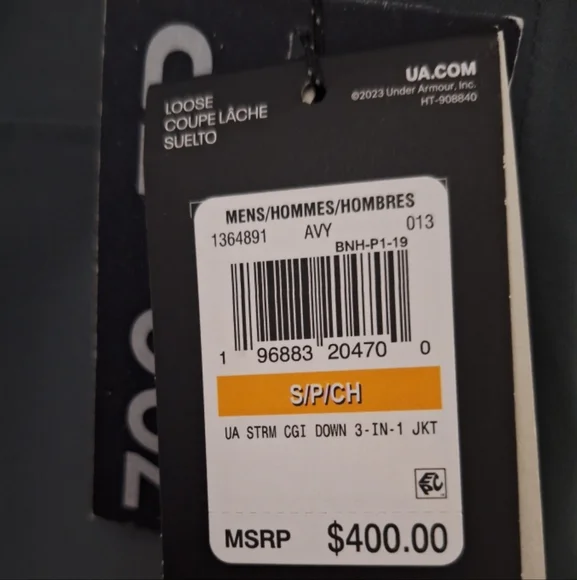 LOOSE
COUPE LÂCHE
SUELTO
UA.COM
©2023 Under Armour, Inc.
HT-908840
MENS/HOMMES/HOMBRES
1364891 AVY 013
BNH-P1-19
1 96883 20470 0
S/P/CH
UA STRM CGI DOWN 3-IN-1 JKT
MSRP $400.00